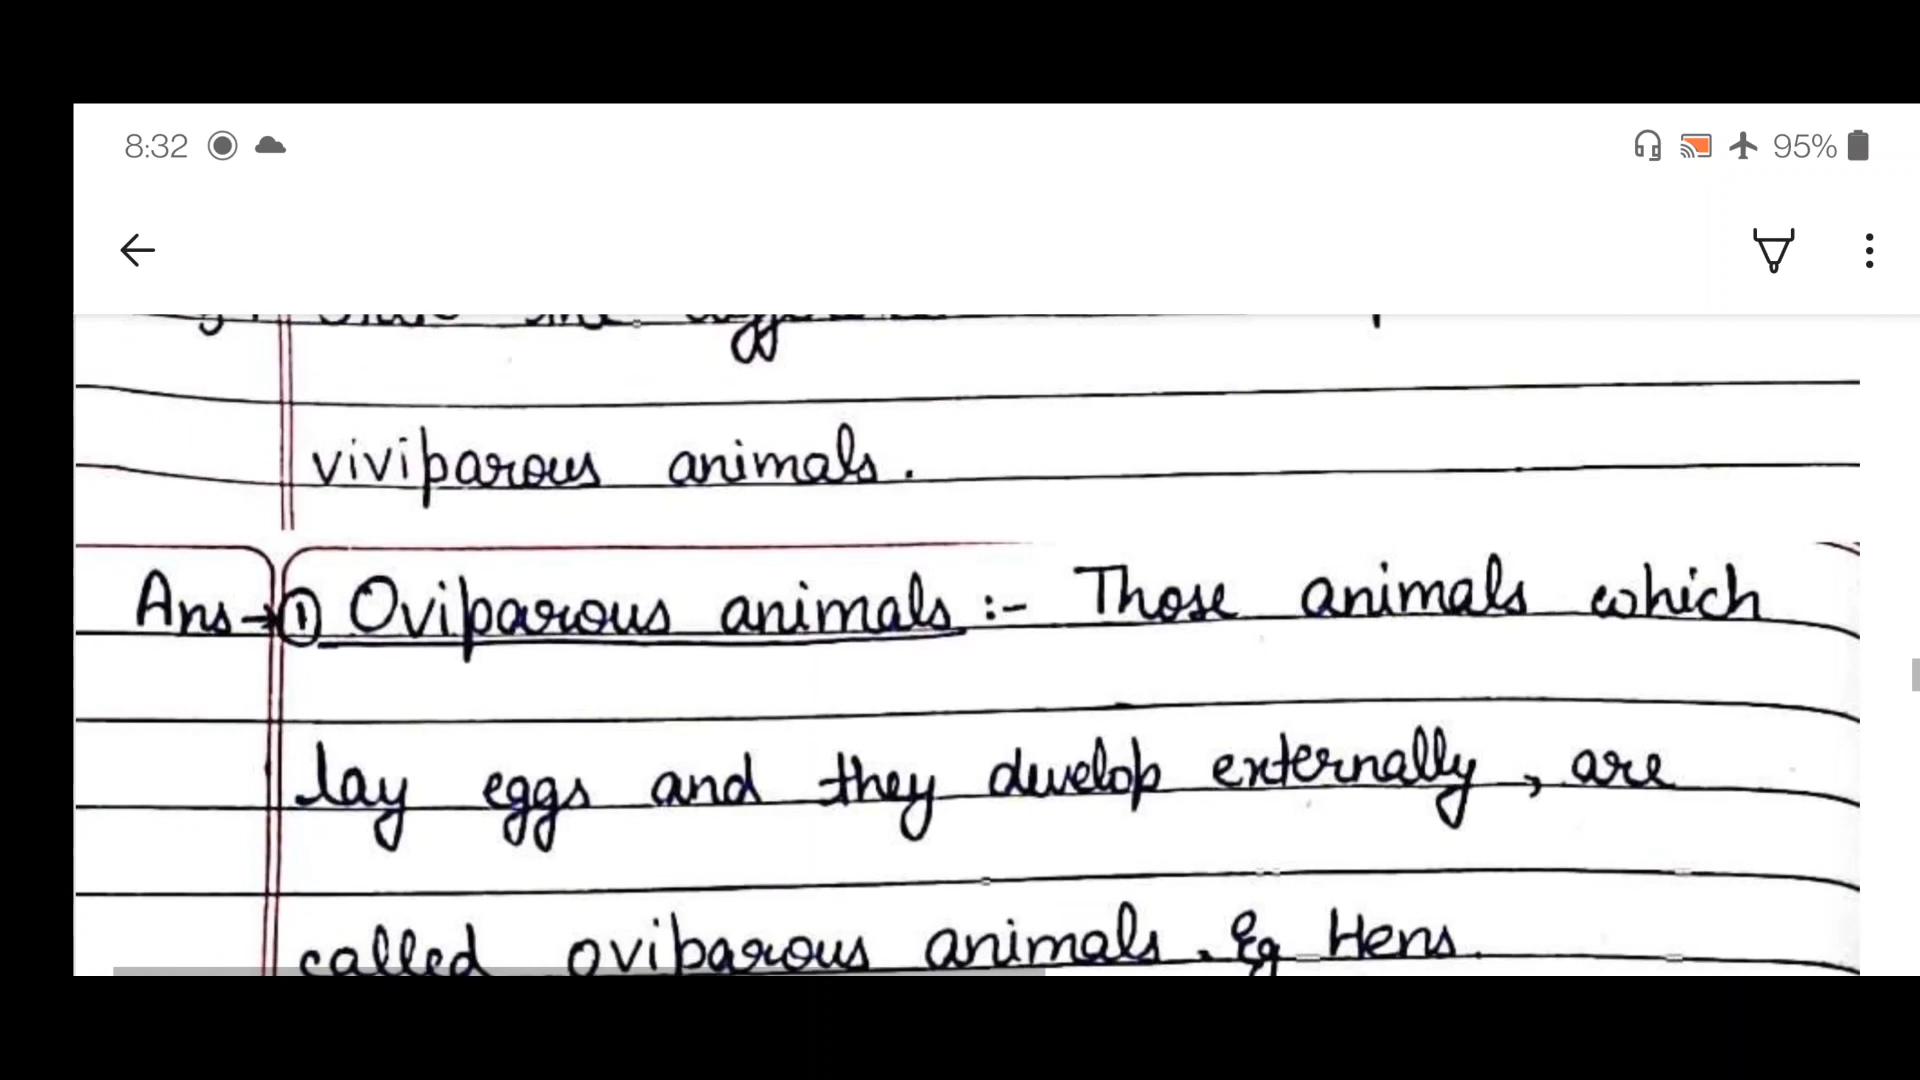 8:32 95%
viviparous animals.
Ans→① Oviparous animals :- Those animals which
lay eggs and they develop externally, are
called oviparous animals. Eg Hens.